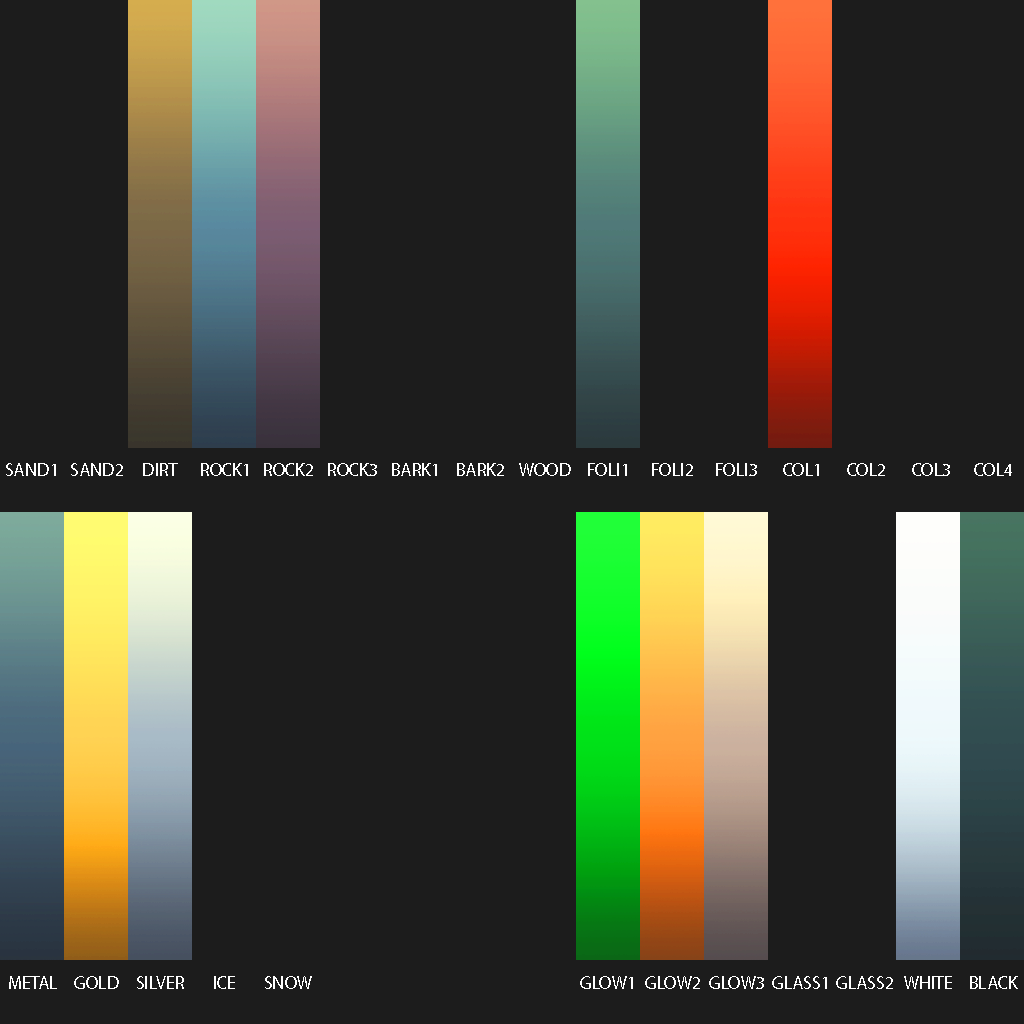 SAND1 SAND2 DIRT ROCK1 ROCK2 ROCK3 BARK1 BARK2 WOOD FOLI1 FOLI2 FOLI3 COL1 COL2 COL3 COL4
METAL GOLD SILVER ICE SNOW GLOW1 GLOW2 GLOW3 GLASS1 GLASS2 WHITE BLACK